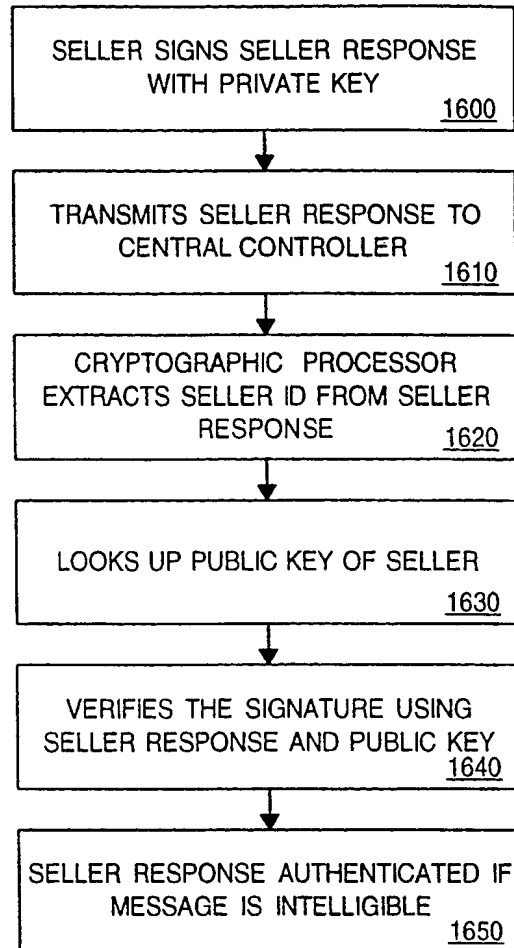 SELLER SIGNS SELLER RESPONSE
WITH PRIVATE KEY
1600
TRANSMITS SELLER RESPONSE TO
CENTRAL CONTROLLER
1610
CRYPTOGRAPHIC PROCESSOR
EXTRACTS SELLER ID FROM SELLER
RESPONSE
1620
LOOKS UP PUBLIC KEY OF SELLER
1630
VERIFIES THE SIGNATURE USING
SELLER RESPONSE AND PUBLIC KEY
1640
SELLER RESPONSE AUTHENTICATED IF
MESSAGE IS INTELLIGIBLE
1650